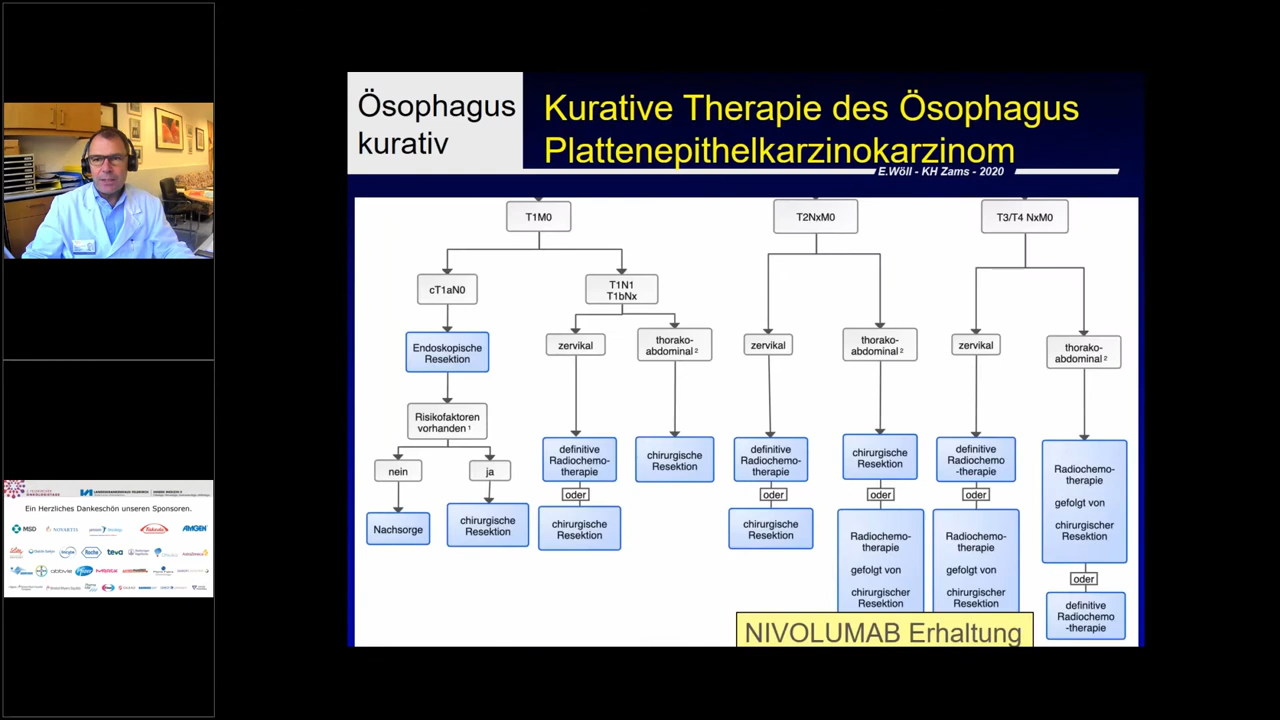 Ösophagus
kurativ
Kurative Therapie des Ösophagus
Plattenepithelkarzinokarzinom
E.Wöll - KH Zams - 2020
T1M0
T2NxM0
T3/T4 NxM0
cT1aN0
T1N1
T1bNx
Endoskopische
Resektion
zervikal
thorako-
abdominal 2
zervikal
thorako-
abdominal 2
zervikal
thorako-
abdominal 2
Risikofaktoren
vorhanden 1
nein
ja
Nachsorge
chirurgische
Resektion
definitive
Radiochemo-
therapie
oder
chirurgische
Resektion
chirurgische
Resektion
definitive
Radiochemo-
therapie
oder
chirurgische
Resektion
chirurgische
Resektion
oder
Radiochemo-
therapie
gefolgt von
chirurgischer
Resektion
definitive
Radiochemo
-therapie
oder
Radiochemo-
therapie
gefolgt von
chirurgischer
Resektion
Radiochemo-
therapie
gefolgt von
chirurgischer
Resektion
oder
definitive
Radiochemo
-therapie
NIVOLUMAB Erhaltung
Ein Herzliches Dankeschön unseren Sponsoren.
MSD
NOVARTIS
Takeda
AMGEN
Roche
teva
abbvie
Pfizer
MERCK